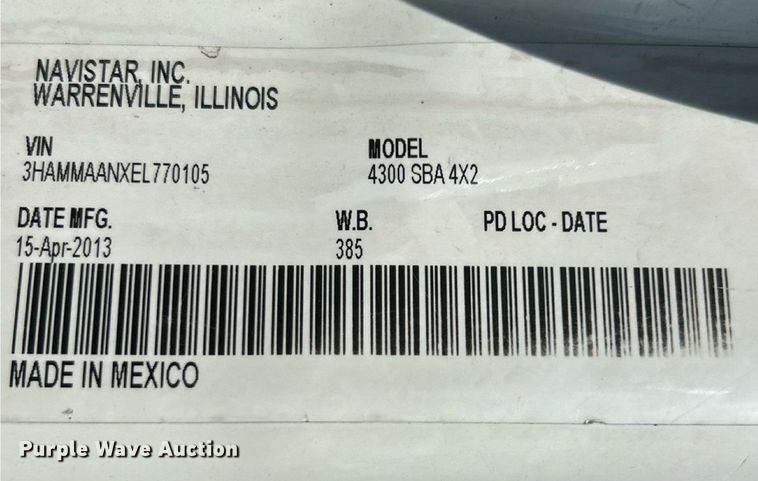 NAVISTAR, INC.
WARRENVILLE, ILLINOIS
VIN MODEL
3HAMMAANXEL770105 4300 SBA 4X2
DATE MFG. W.B. PD LOC - DATE
15-Apr-2013 385
MADE IN MEXICO
Purple Wave Auction